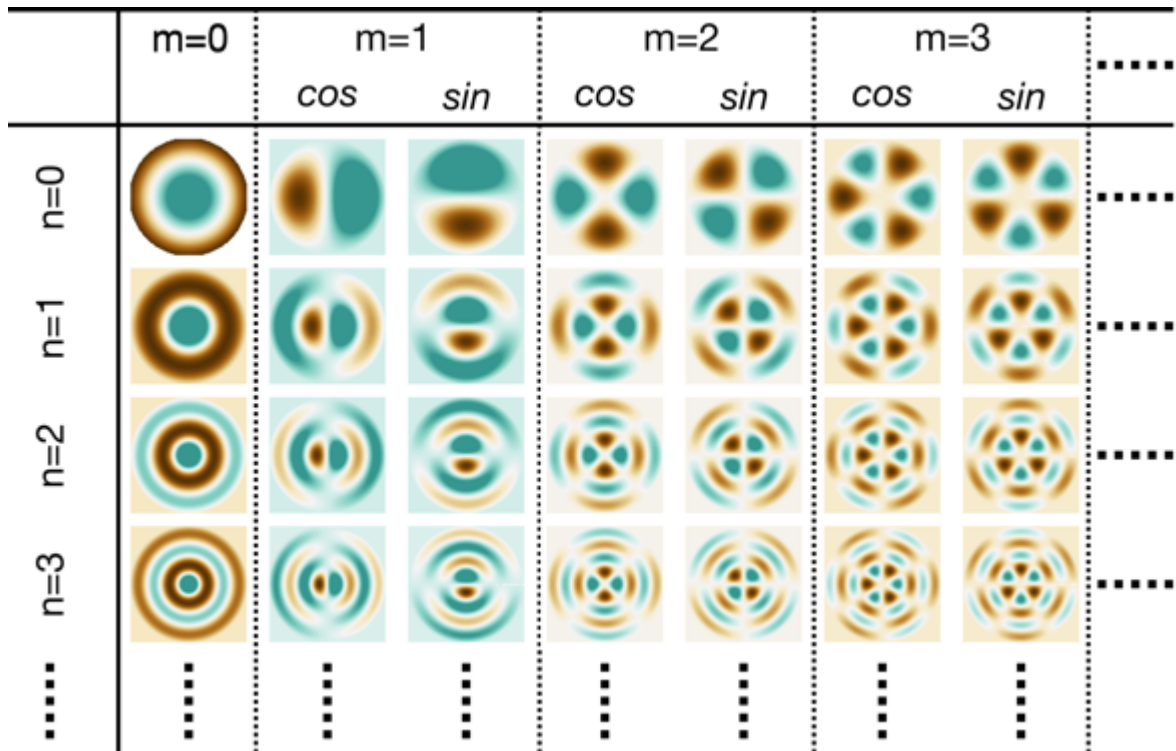 m=0 m=1 m=2 m=3
cos sin cos sin cos sin
n=0
n=1
n=2
n=3